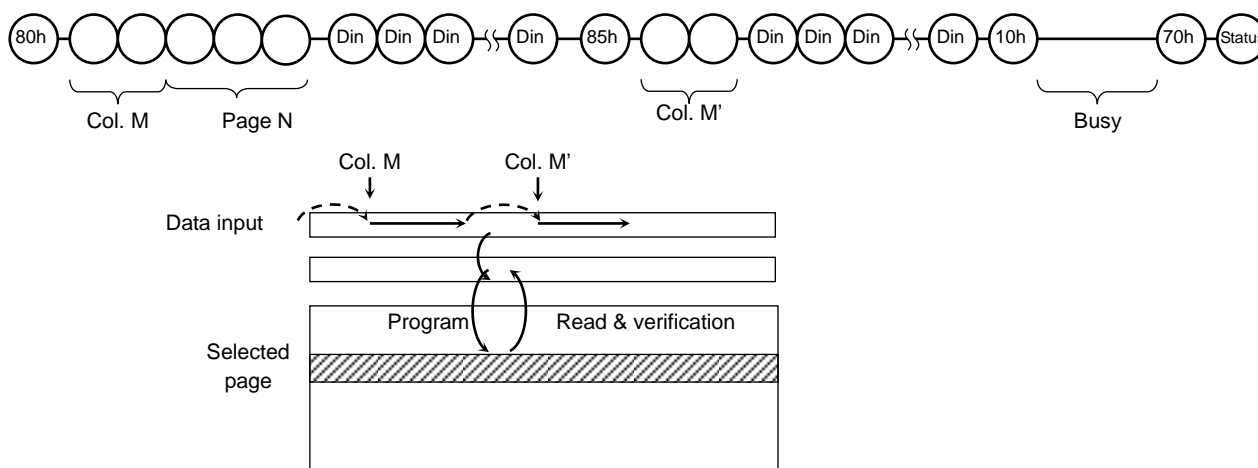 80h Din Din Din Din 85h Din Din Din Din 10h 70h Status
Col. M Page N Col. M' Busy
Col. M Col. M'
Data input
Program Read & verification
Selected
page